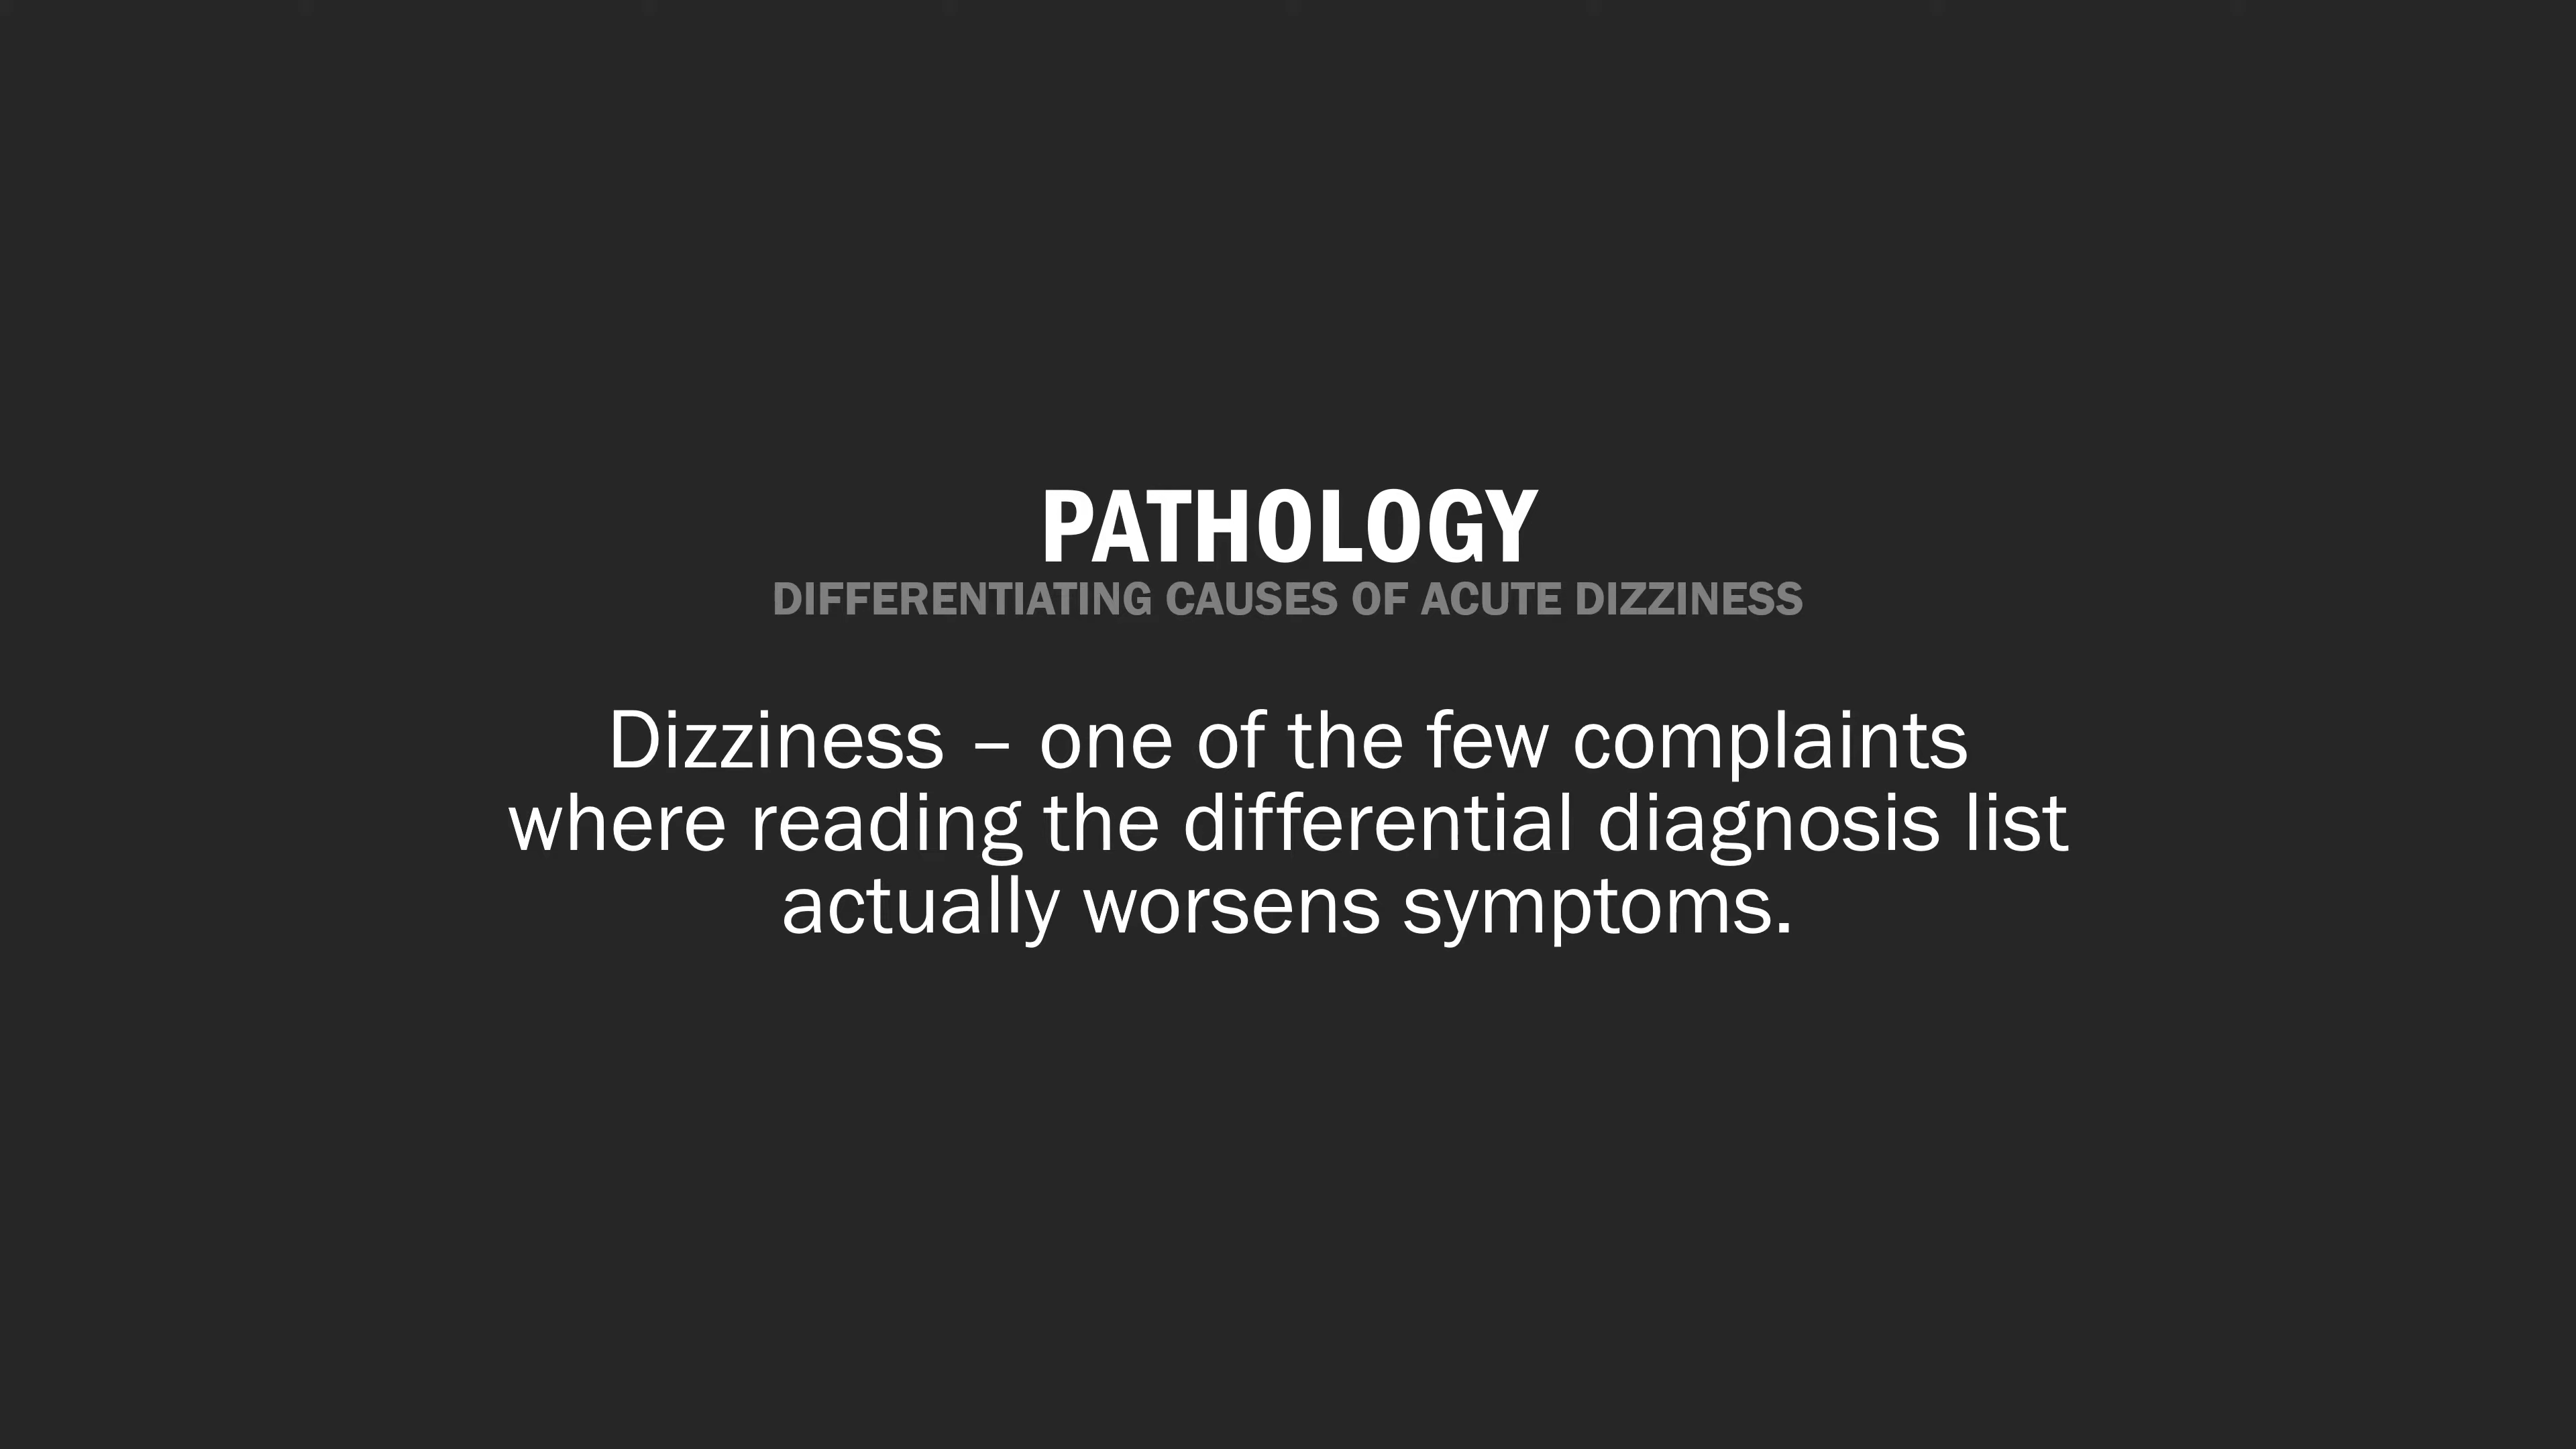 PATHOLOGY
DIFFERENTIATING CAUSES OF ACUTE DIZZINESS
Dizziness – one of the few complaints
where reading the differential diagnosis list
actually worsens symptoms.